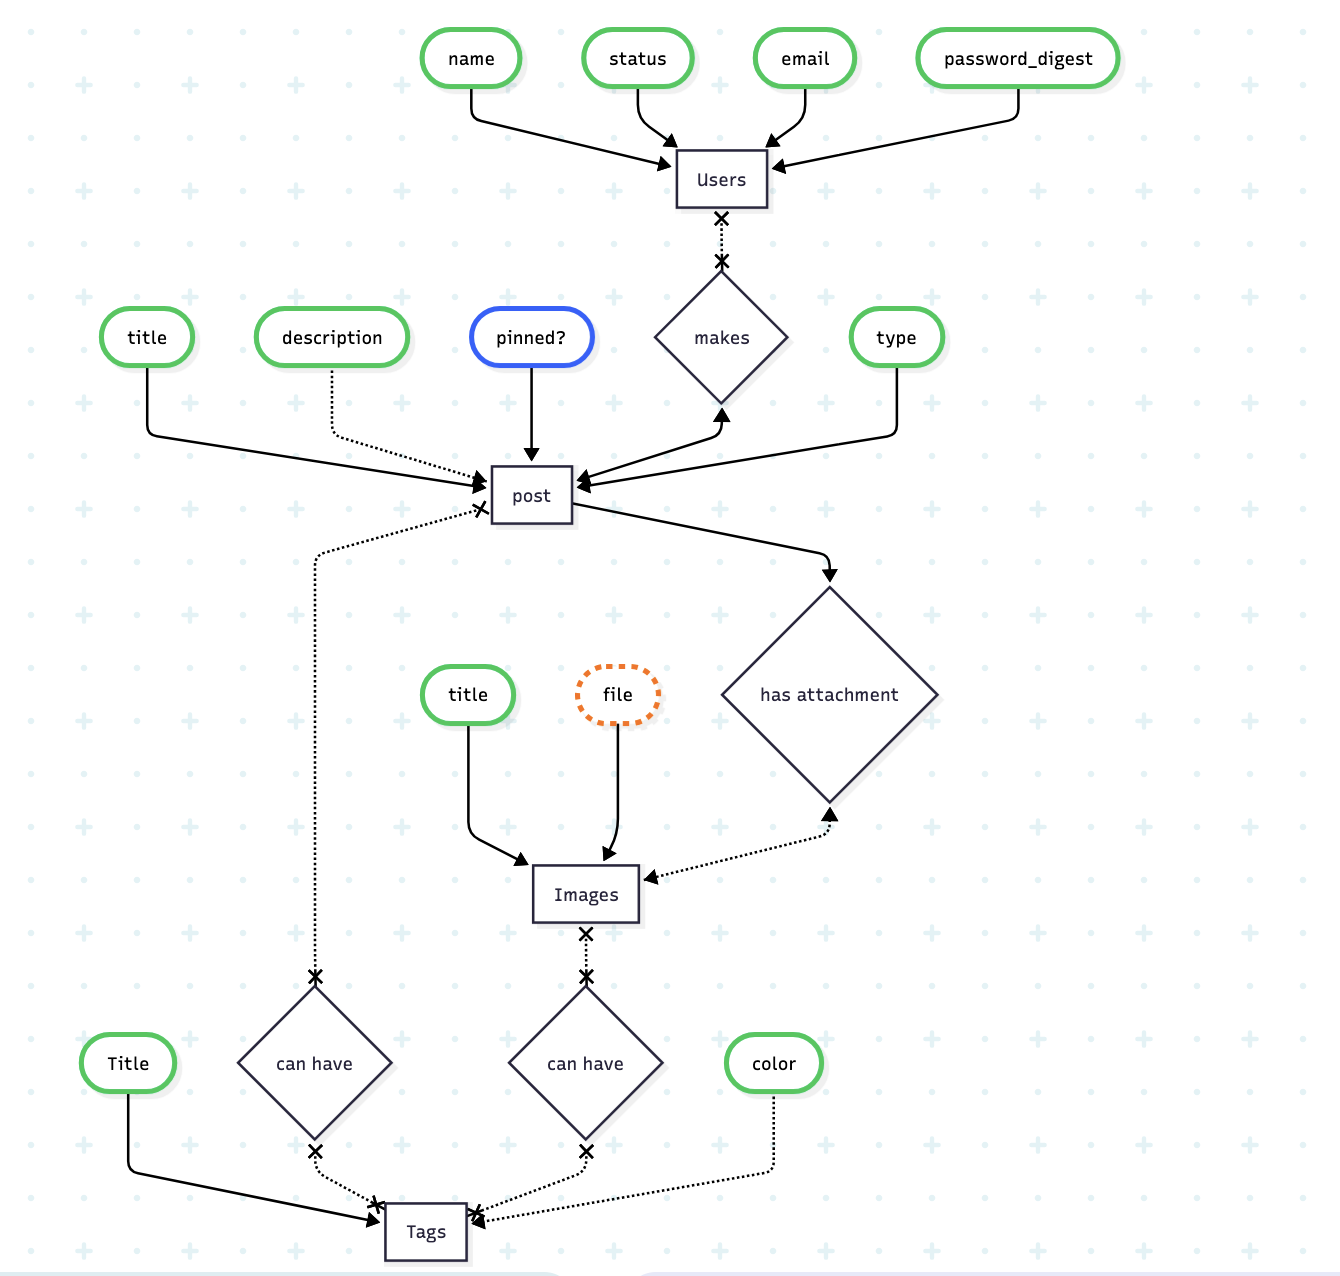 name
status
email
password_digest
Users
title
description
pinned?
makes
type
post
title
file
has attachment
Images
Title
can have
can have
color
Tags